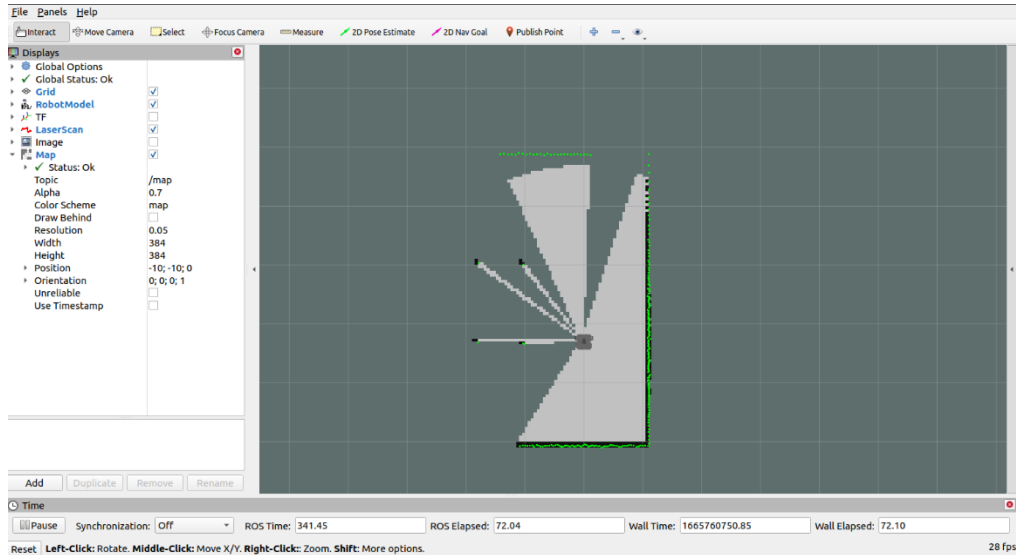 File Panels Help
Interact Move Camera Select Focus Camera Measure 2D Pose Estimate 2D Nav Goal Publish Point
Displays
Global Options
Global Status: Ok
Grid
RobotModel
TF
LaserScan
Image
Map
Status: Ok
Topic /map
Alpha 0.7
Color Scheme map
Draw Behind
Resolution 0.05
Width 384
Height 384
Position -10; -10; 0
Orientation 0; 0; 0; 1
Unreliable
Use Timestamp
Add Duplicate Remove Rename
Time
Pause Synchronization: Off ROS Time: 341.45 ROS Elapsed: 72.04 Wall Time: 1665760750.85 Wall Elapsed: 72.10
Reset Left-Click: Rotate. Middle-Click: Move X/Y. Right-Click:: Zoom. Shift: More options. 28 fps